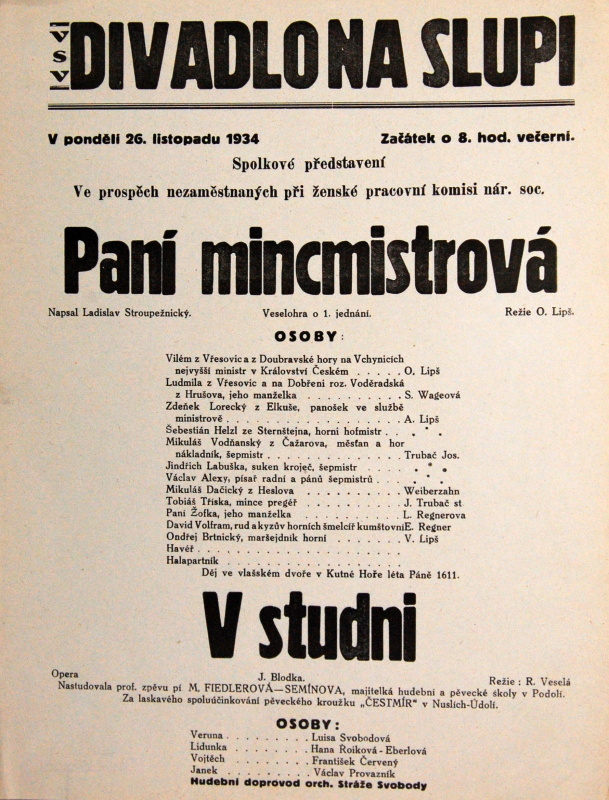 VSV DIVADLO NA SLUPI
V pondělí 26. listopadu 1934 Začátek o 8. hod. večerní.
Spolkové představení
Ve prospěch nezaměstnaných při ženské pracovní komisi nár. soc.
Paní mincmistrová
Napsal Ladislav Stroupežnický. Veselohra o 1. jednání. Režie O. Lipš.
OSOBY:
Vilém z Vřesovic a z Doubravské hory na Vchynicích
nejvyšší ministr v Království Českém . . . . . O. Lipš
Ludmila z Vřesovic a na Dobřeni roz. Voděradská
z Hrušova, jeho manželka . . . . . . . . . . S. Wageová
Zdeněk Lorecký z Elkuše, panošek ve službě
ministrově . . . . . . . . . . . . . . . . . . A. Lipš
Šebestián Helzl ze Sternštejna, horní hofmistr . . * * *
Mikuláš Vodňanský z Čažarova, měsťan a hor
nákladník, šepmistr . . . . . . . . . . . . . . Trubač Jos.
Jindřich Labuška, suken kroječ, šepmistr . . . . * * *
Václav Alexy, písař radní a pánů šepmistrů . . . . * * *
Mikuláš Dačický z Heslova . . . . . . . . . . Weiberzahn
Tobiáš Tříska, mince pregéř . . . . . . . . . . J. Trubač st.
Paní Žofka, jeho manželka . . . . . . . . . . L. Regnerova
David Volfram, rud a kyzův horních šmelcíř kumštovní E. Regner
Ondřej Brtnický, maršejdník horní . . . . . . . V. Lipš
Havéř . . . . . . . . . . . . . . . . . .
Halapartník . . . . . . . . . . . . . . . .
Děj ve vlašském dvoře v Kutné Hoře léta Páně 1611.
V studni
Opera J. Blodka. Režie: R. Veselá
Nastudovala prof. zpěvu pí. M. FIEDLEROVÁ—SEMÍNOVA, majitelká hudební a pěvecké školy v Podolí.
Za laskavého spoluúčinkování pěveckého kroužku „ČESTMÍR" v Nuslích-Údolí.
OSOBY:
Veruna . . . . . . . . . Luisa Svobodová
Lidunka . . . . . . . . Hana Roiková-Eberlová
Vojtěch . . . . . . . . František Červený
Janek . . . . . . . . . Václav Provazník
Hudební doprovod orch. Stráže Svobody